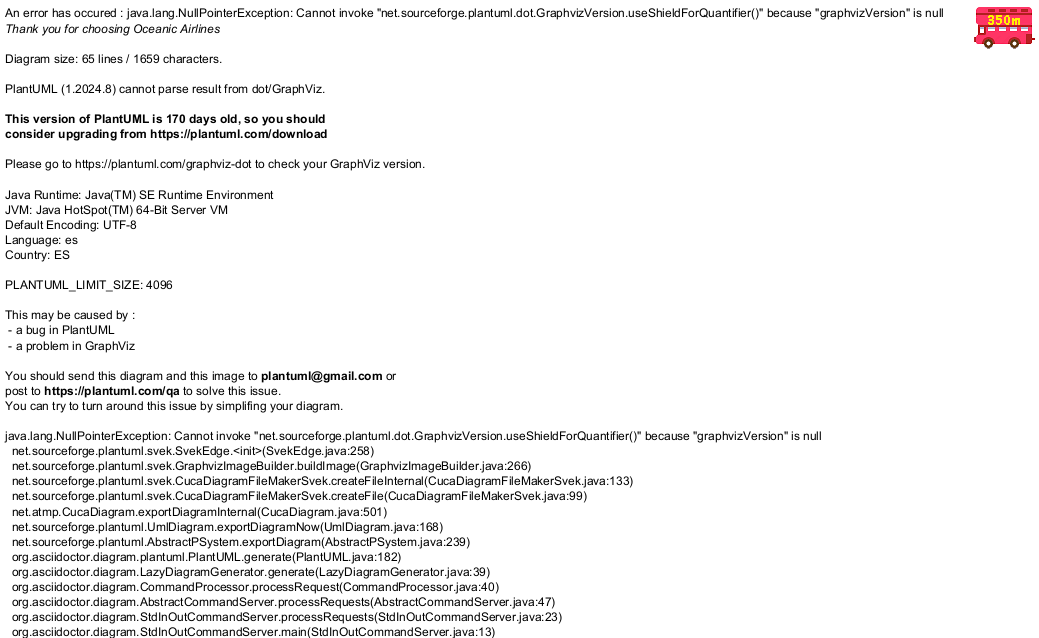 An error has occured : java.lang.NullPointerException: Cannot invoke "net.sourceforge.plantuml.dot.GraphvizVersion.useShieldForQuantifier()" because "graphvizVersion" is null
350m
Thank you for choosing Oceanic Airlines
Diagram size: 65 lines / 1659 characters.
PlantUML (1.2024.8) cannot parse result from dot/GraphViz.
This version of PlantUML is 170 days old, so you should
consider upgrading from https://plantuml.com/download
Please go to https://plantuml.com/graphviz-dot to check your GraphViz version.
Java Runtime: Java(TM) SE Runtime Environment
JVM: Java HotSpot(TM) 64-Bit Server VM
Default Encoding: UTF-8
Language: es
Country: ES
PLANTUML_LIMIT_SIZE: 4096
This may be caused by :
- a bug in PlantUML
- a problem in GraphViz
You should send this diagram and this image to plantuml@gmail.com or
post to https://plantuml.com/qa to solve this issue.
You can try to turn around this issue by simplifing your diagram.
java.lang.NullPointerException: Cannot invoke "net.sourceforge.plantuml.dot.GraphvizVersion.useShieldForQuantifier()" because "graphvizVersion" is null
net.sourceforge.plantuml.svek.SvekEdge.<init>(SvekEdge.java:258)
net.sourceforge.plantuml.svek.GraphvizImageBuilder.buildImage(GraphvizImageBuilder.java:266)
net.sourceforge.plantuml.svek.CucaDiagramFileMakerSvek.createFileInternal(CucaDiagramFileMakerSvek.java:133)
net.sourceforge.plantuml.svek.CucaDiagramFileMakerSvek.createFile(CucaDiagramFileMakerSvek.java:99)
net.atmp.CucaDiagram.exportDiagramInternal(CucaDiagram.java:501)
net.sourceforge.plantuml.UmlDiagram.exportDiagramNow(UmlDiagram.java:168)
net.sourceforge.plantuml.AbstractPSystem.exportDiagram(AbstractPSystem.java:239)
org.asciidoctor.diagram.plantuml.PlantUML.generate(PlantUML.java:182)
org.asciidoctor.diagram.LazyDiagramGenerator.generate(LazyDiagramGenerator.java:39)
org.asciidoctor.diagram.CommandProcessor.processRequest(CommandProcessor.java:40)
org.asciidoctor.diagram.AbstractCommandServer.processRequests(AbstractCommandServer.java:47)
org.asciidoctor.diagram.StdInOutCommandServer.processRequests(StdInOutCommandServer.java:23)
org.asciidoctor.diagram.StdInOutCommandServer.main(StdInOutCommandServer.java:13)